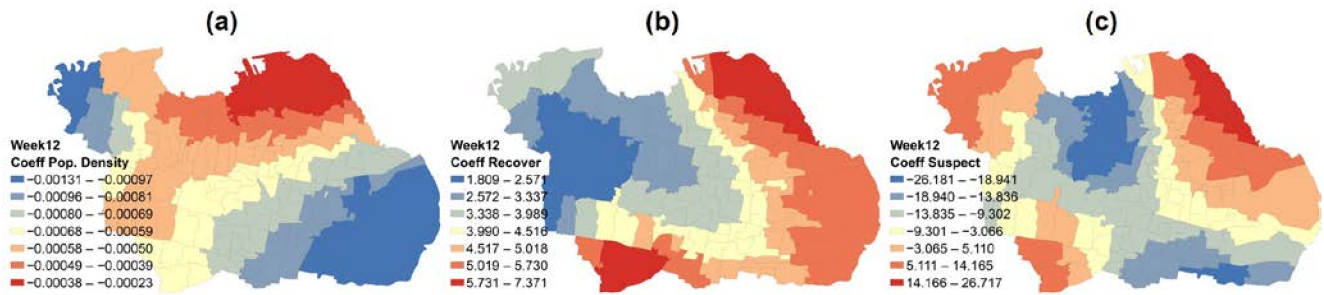 (a)
(b)
(c)
Week12
Coeff Pop. Density
−0.00131 – −0.00097
−0.00096 – −0.00081
−0.00080 – −0.00069
−0.00068 – −0.00059
−0.00058 – −0.00050
−0.00049 – −0.00039
−0.00038 – −0.00023
Week12
Coeff Recover
1.809 – 2.571
2.572 – 3.337
3.338 – 3.989
3.990 – 4.516
4.517 – 5.018
5.019 – 5.730
5.731 – 7.371
Week12
Coeff Suspect
−26.181 – −18.941
−18.940 – −13.836
−13.835 – −9.302
−9.301 – −3.066
−3.065 – 5.110
5.111 – 14.165
14.166 – 26.717